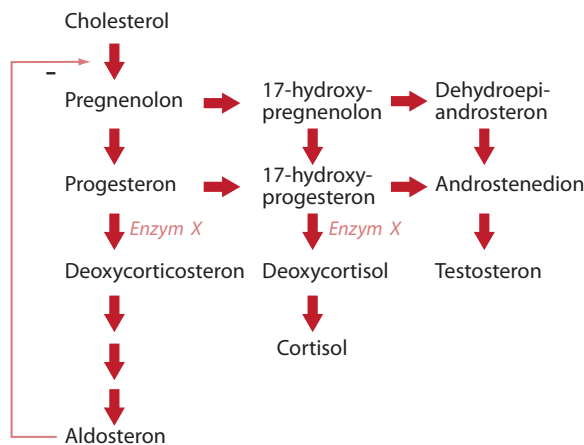 Cholesterol
–
Pregnenolon
17-hydroxy-
pregnenolon
Dehydroepi-
androsteron
Progesteron
17-hydroxy-
progesteron
Androstenedion
Enzym X
Enzym X
Deoxycorticosteron
Deoxycortisol
Testosteron
Cortisol
Aldosteron